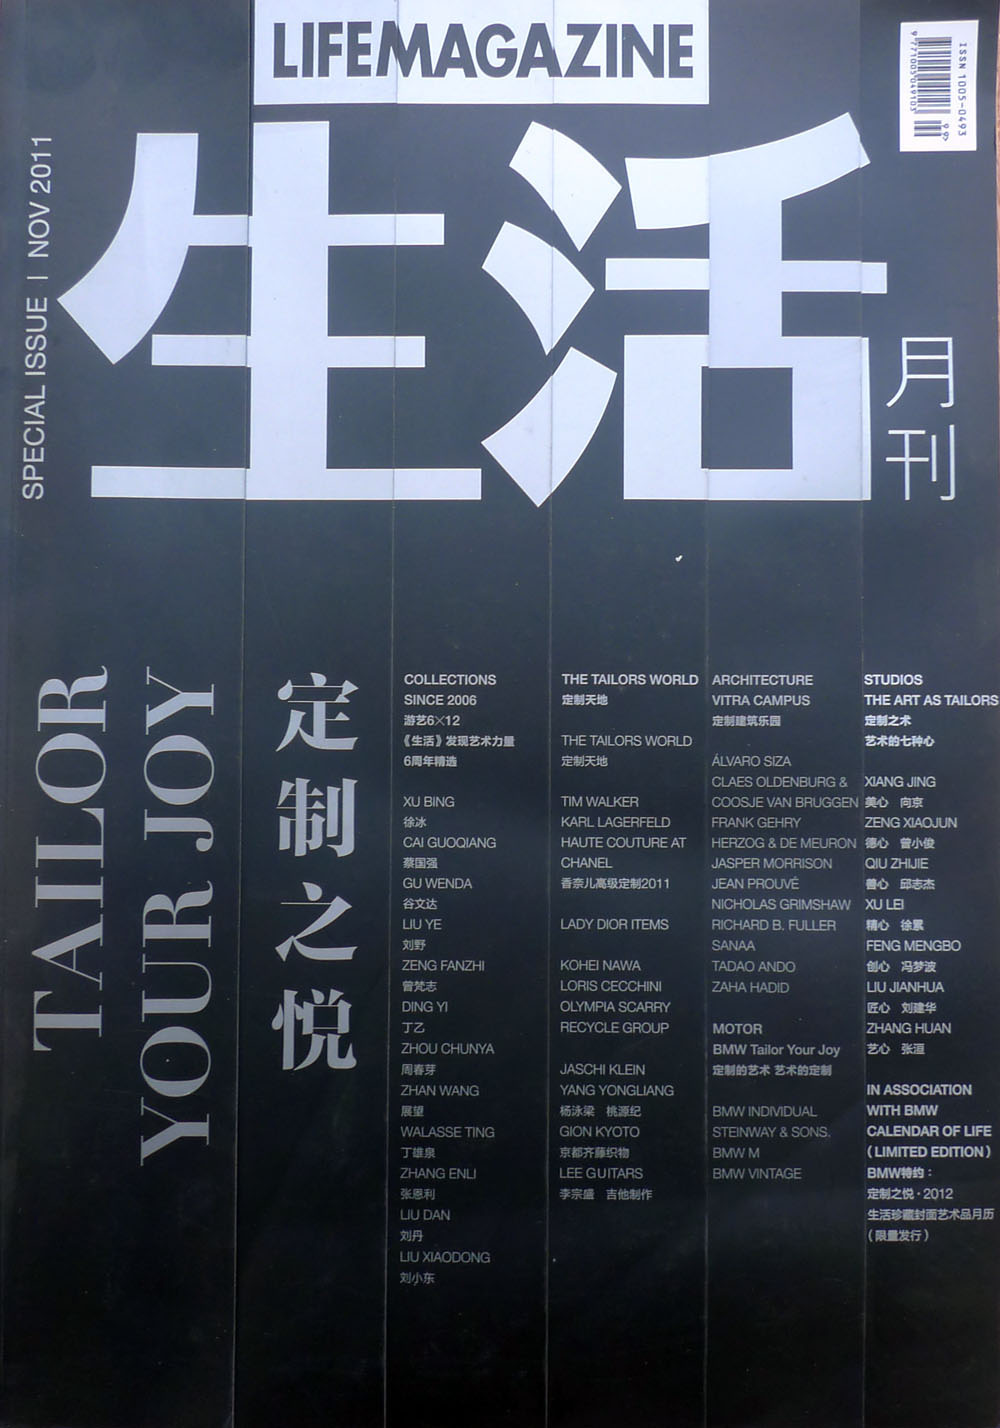 LIFEMAGAZINE
ISSN 1005-0493
9 771005 049103
99>
SPECIAL ISSUE | NOV 2011
生活
月刊
TAILOR
YOUR JOY
定制之悦
COLLECTIONS
SINCE 2006
游艺6×12
《生活》发现艺术力量
6周年精选
XU BING
徐冰
CAI GUOQIANG
蔡国强
GU WENDA
谷文达
LIU YE
刘野
ZENG FANZHI
曾梵志
DING YI
丁乙
ZHOU CHUNYA
周春芽
ZHAN WANG
展望
WALASSE TING
丁雄泉
ZHANG ENLI
张恩利
LIU DAN
刘丹
LIU XIAODONG
刘小东
THE TAILORS WORLD
定制天地
THE TAILORS WORLD
定制天地
TIM WALKER
KARL LAGERFELD
HAUTE COUTURE AT
CHANEL
香奈儿高级定制2011
LADY DIOR ITEMS
KOHEI NAWA
LORIS CECCHINI
OLYMPIA SCARRY
RECYCLE GROUP
JASCHI KLEIN
YANG YONGLIANG
杨泳梁 桃源纪
GION KYOTO
京都齐藤织物
LEE GUITARS
李宗盛 吉他制作
ARCHITECTURE
VITRA CAMPUS
定制建筑乐园
ÁLVARO SIZA
CLAES OLDENBURG &
COOSJE VAN BRUGGEN
FRANK GEHRY
HERZOG & DE MEURON
JASPER MORRISON
JEAN PROUVÉ
NICHOLAS GRIMSHAW
RICHARD B. FULLER
SANAA
TADAO ANDO
ZAHA HADID
MOTOR
BMW Tailor Your Joy
定制的艺术 艺术的定制
BMW INDIVIDUAL
STEINWAY & SONS.
BMW M
BMW VINTAGE
STUDIOS
THE ART AS TAILORS
定制之术
艺术的七种心
XIANG JING
美心 向京
ZENG XIAOJUN
德心 曾小俊
QIU ZHIJIE
善心 邱志杰
XU LEI
精心 徐累
FENG MENGBO
创心 冯梦波
LIU JIANHUA
匠心 刘建华
ZHANG HUAN
艺心 张洹
IN ASSOCIATION
WITH BMW
CALENDAR OF LIFE
(LIMITED EDITION)
BMW特约：
定制之悦·2012
生活珍藏封面艺术品月历
（限量发行）